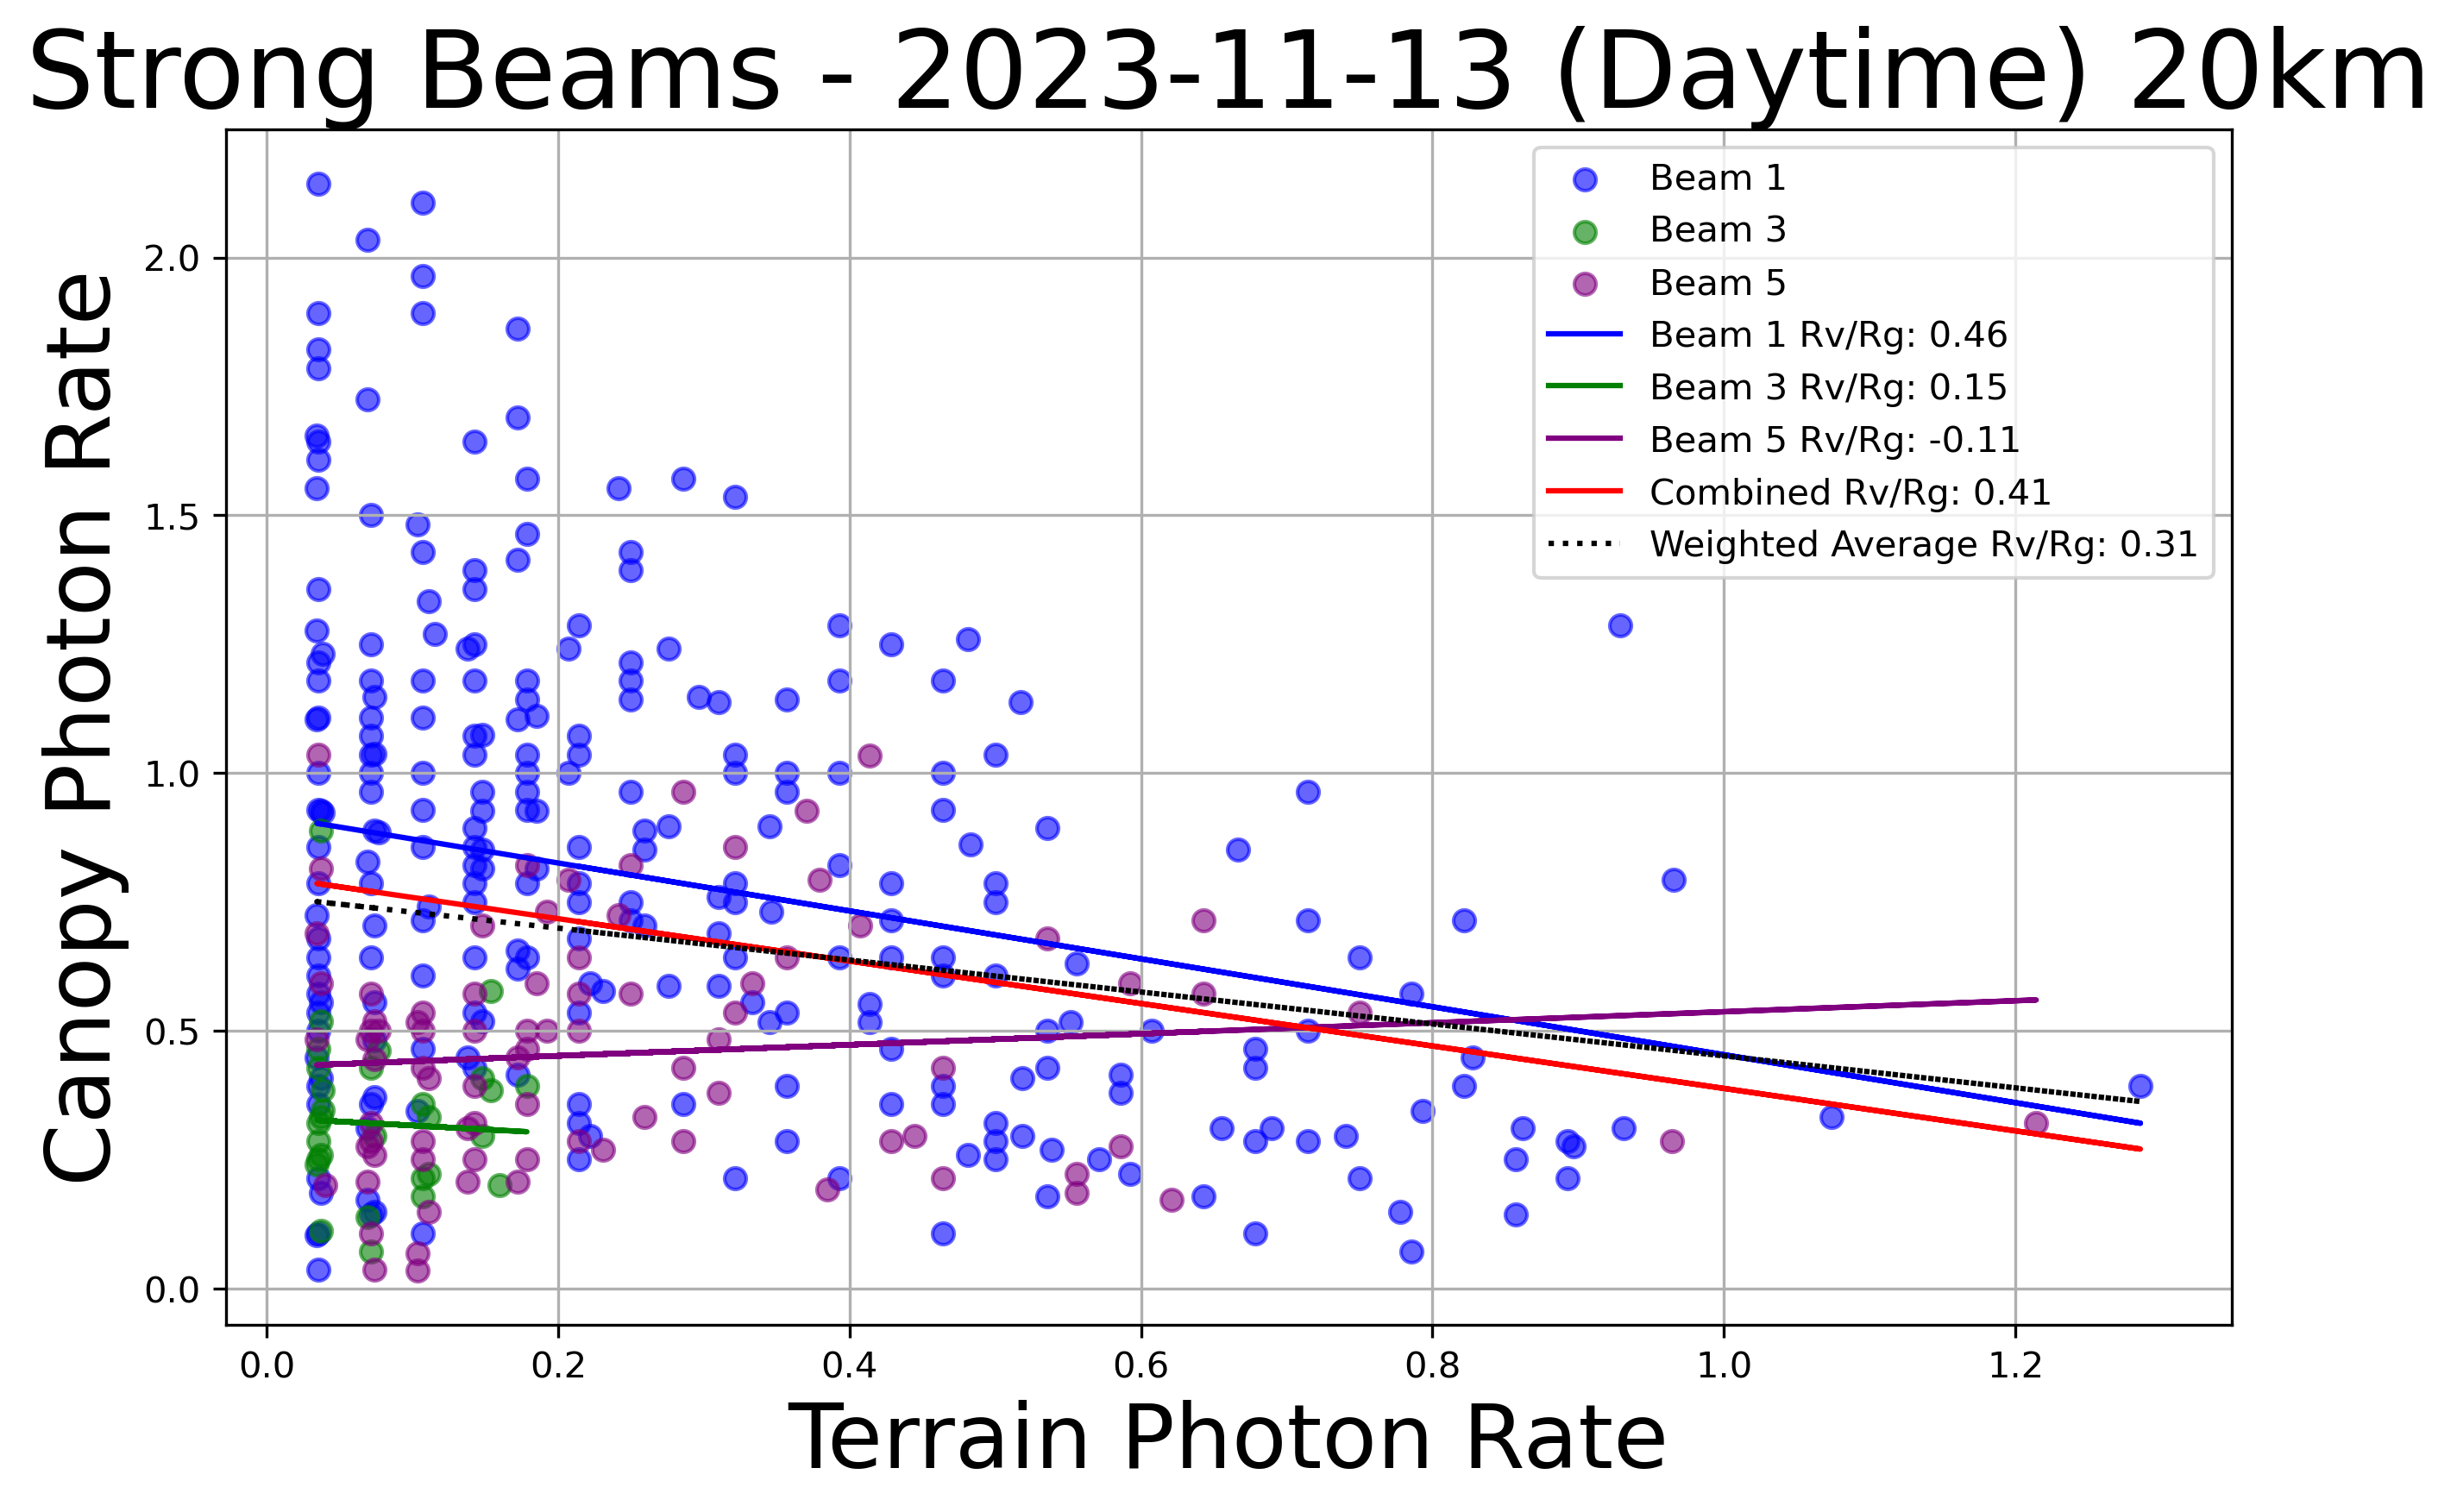 Strong Beams - 2023-11-13 (Daytime) 20km
Canopy Photon Rate
2.0
1.5
1.0
0.5
0.0
Beam 1
Beam 3
Beam 5
Beam 1 Rv/Rg: 0.46
Beam 3 Rv/Rg: 0.15
Beam 5 Rv/Rg: -0.11
Combined Rv/Rg: 0.41
Weighted Average Rv/Rg: 0.31
0.0 0.2 0.4 0.6 0.8 1.0 1.2
Terrain Photon Rate